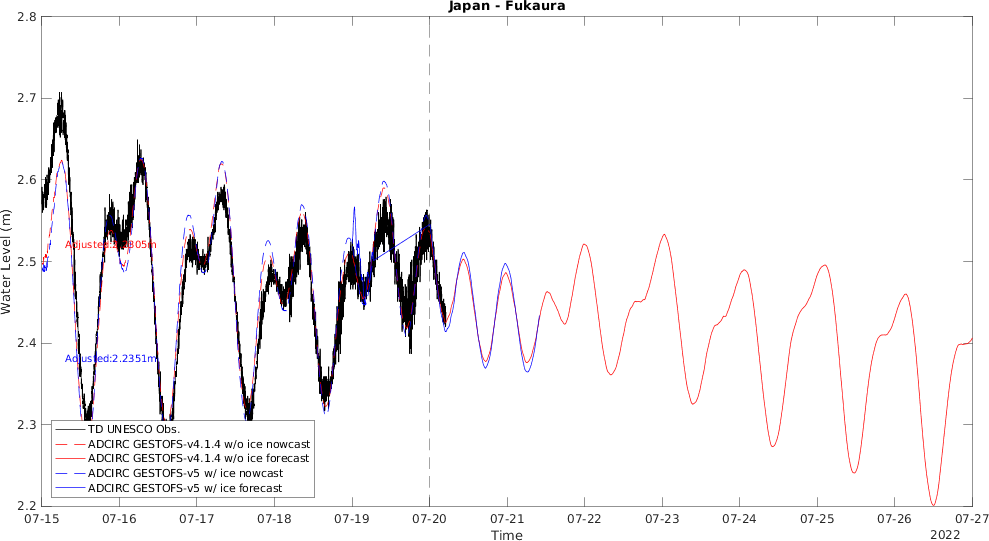 Japan - Fukaura
Water Level (m)
2.8
2.7
2.6
2.5
2.4
2.3
2.2
Adjusted:2.2351m
TD UNESCO Obs.
ADCIRC GESTOFS-v4.1.4 w/o ice nowcast
ADCIRC GESTOFS-v4.1.4 w/o ice forecast
ADCIRC GESTOFS-v5 w/ ice nowcast
ADCIRC GESTOFS-v5 w/ ice forecast
07-15 07-16 07-17 07-18 07-19 07-20 07-21 07-22 07-23 07-24 07-25 07-26 07-27
Time
2022